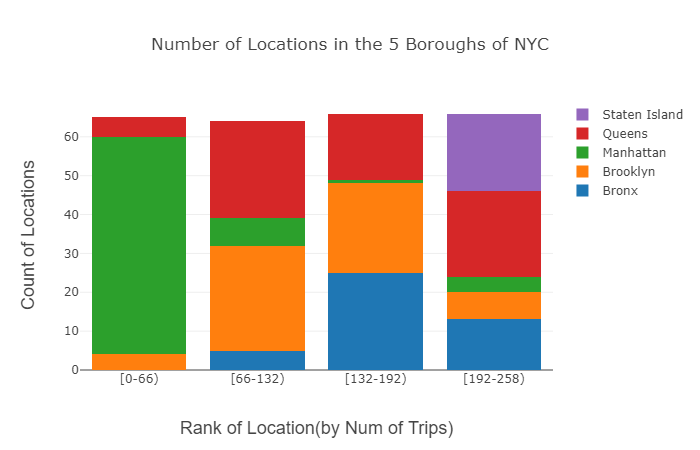 Number of Locations in the 5 Boroughs of NYC
Staten Island
Queens
Manhattan
Brooklyn
Bronx
Count of Locations
60
50
40
30
20
10
0
[0-66)
[66-132)
[132-192)
[192-258)
Rank of Location(by Num of Trips)